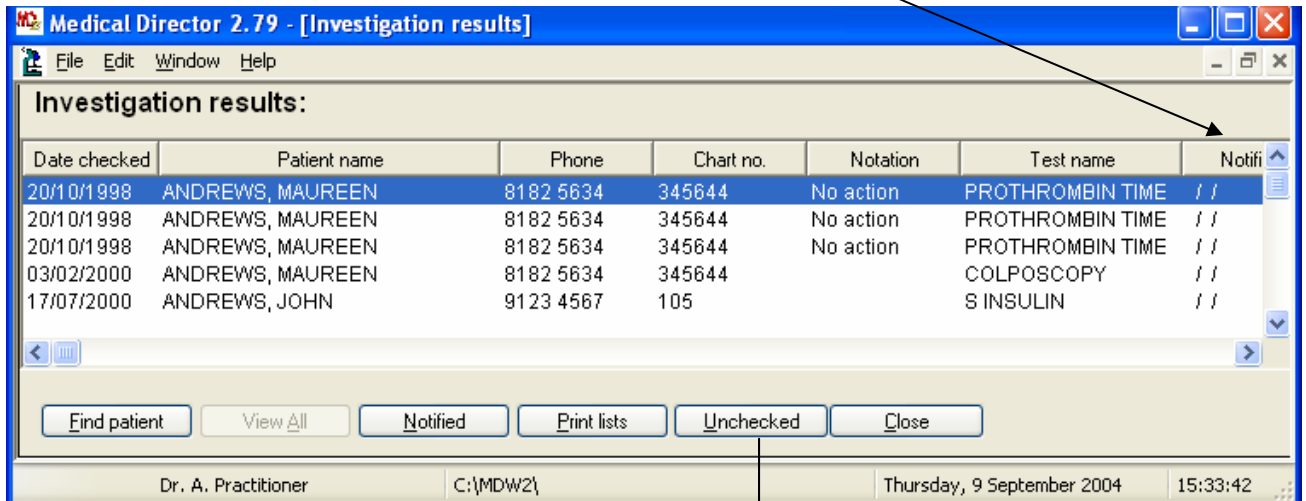 Medical Director 2.79 - [Investigation results]
File Edit Window Help
Investigation results:
Date checked Patient name Phone Chart no. Notation Test name Notifi
20/10/1998 ANDREWS, MAUREEN 8182 5634 345644 No action PROTHROMBIN TIME / /
20/10/1998 ANDREWS, MAUREEN 8182 5634 345644 No action PROTHROMBIN TIME / /
20/10/1998 ANDREWS, MAUREEN 8182 5634 345644 No action PROTHROMBIN TIME / /
03/02/2000 ANDREWS, MAUREEN 8182 5634 345644 COLPOSCOPY / /
17/07/2000 ANDREWS, JOHN 9123 4567 105 S INSULIN / /
Find patient View All Notified Print lists Unchecked Close
Dr. A. Practitioner C:\MDW2\ Thursday, 9 September 2004 15:33:42